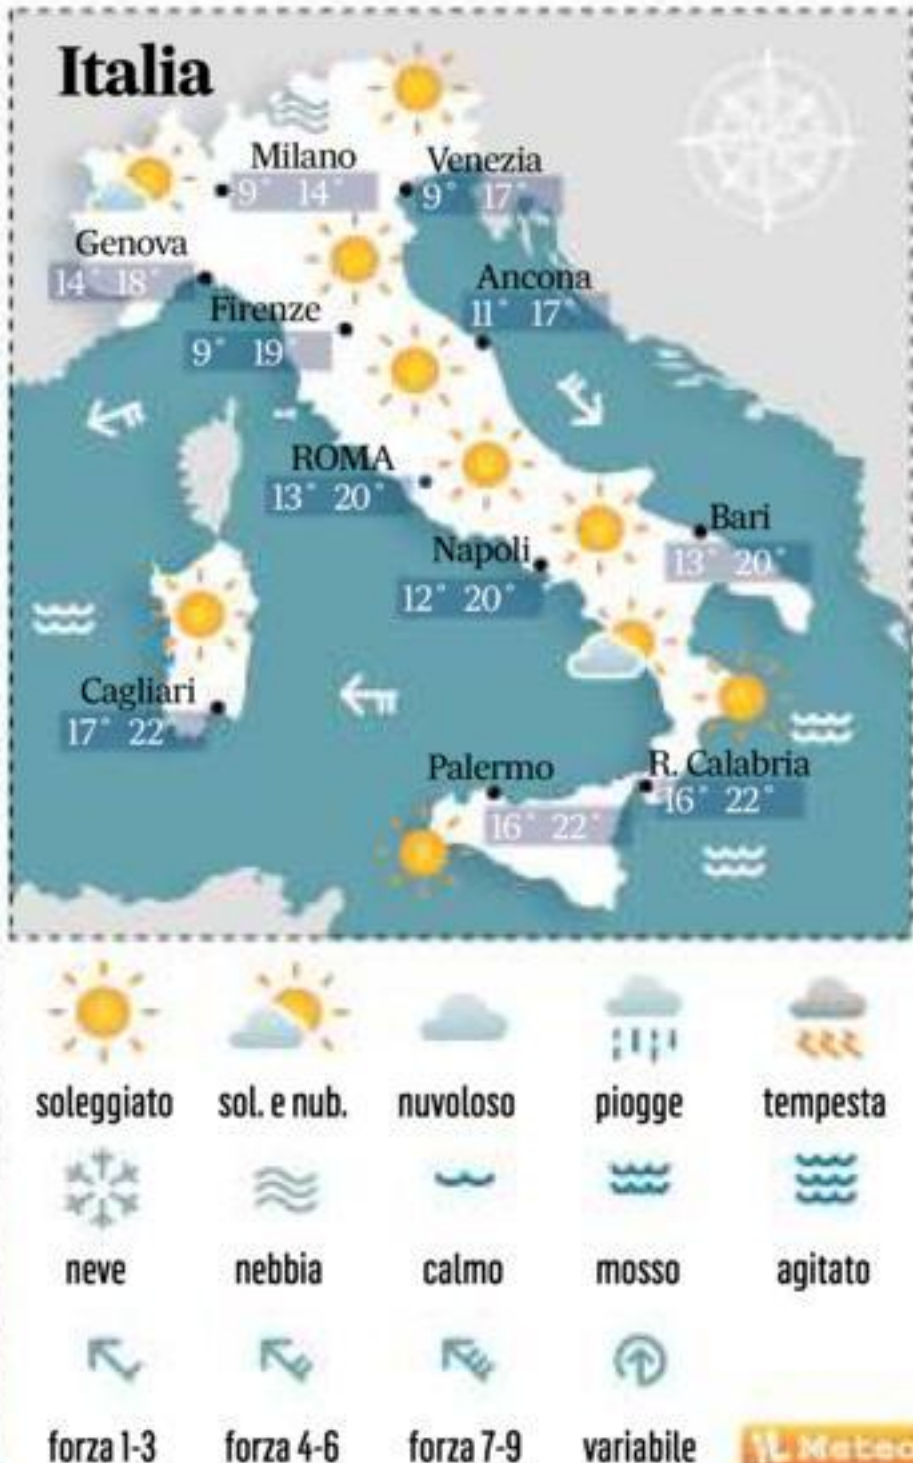 Italia
Milano
9° 14°
Venezia
9° 17°
Genova
14° 18°
Ancona
11° 17°
Firenze
9° 19°
ROMA
13° 20°
Bari
13° 20°
Napoli
12° 20°
Cagliari
17° 22
Palermo
16° 22°
R. Calabria
16° 22°
soleggiato sol. e nub. nuvoloso piogge tempesta
neve nebbia calmo mosso agitato
forza 1-3 forza 4-6 forza 7-9 variabile